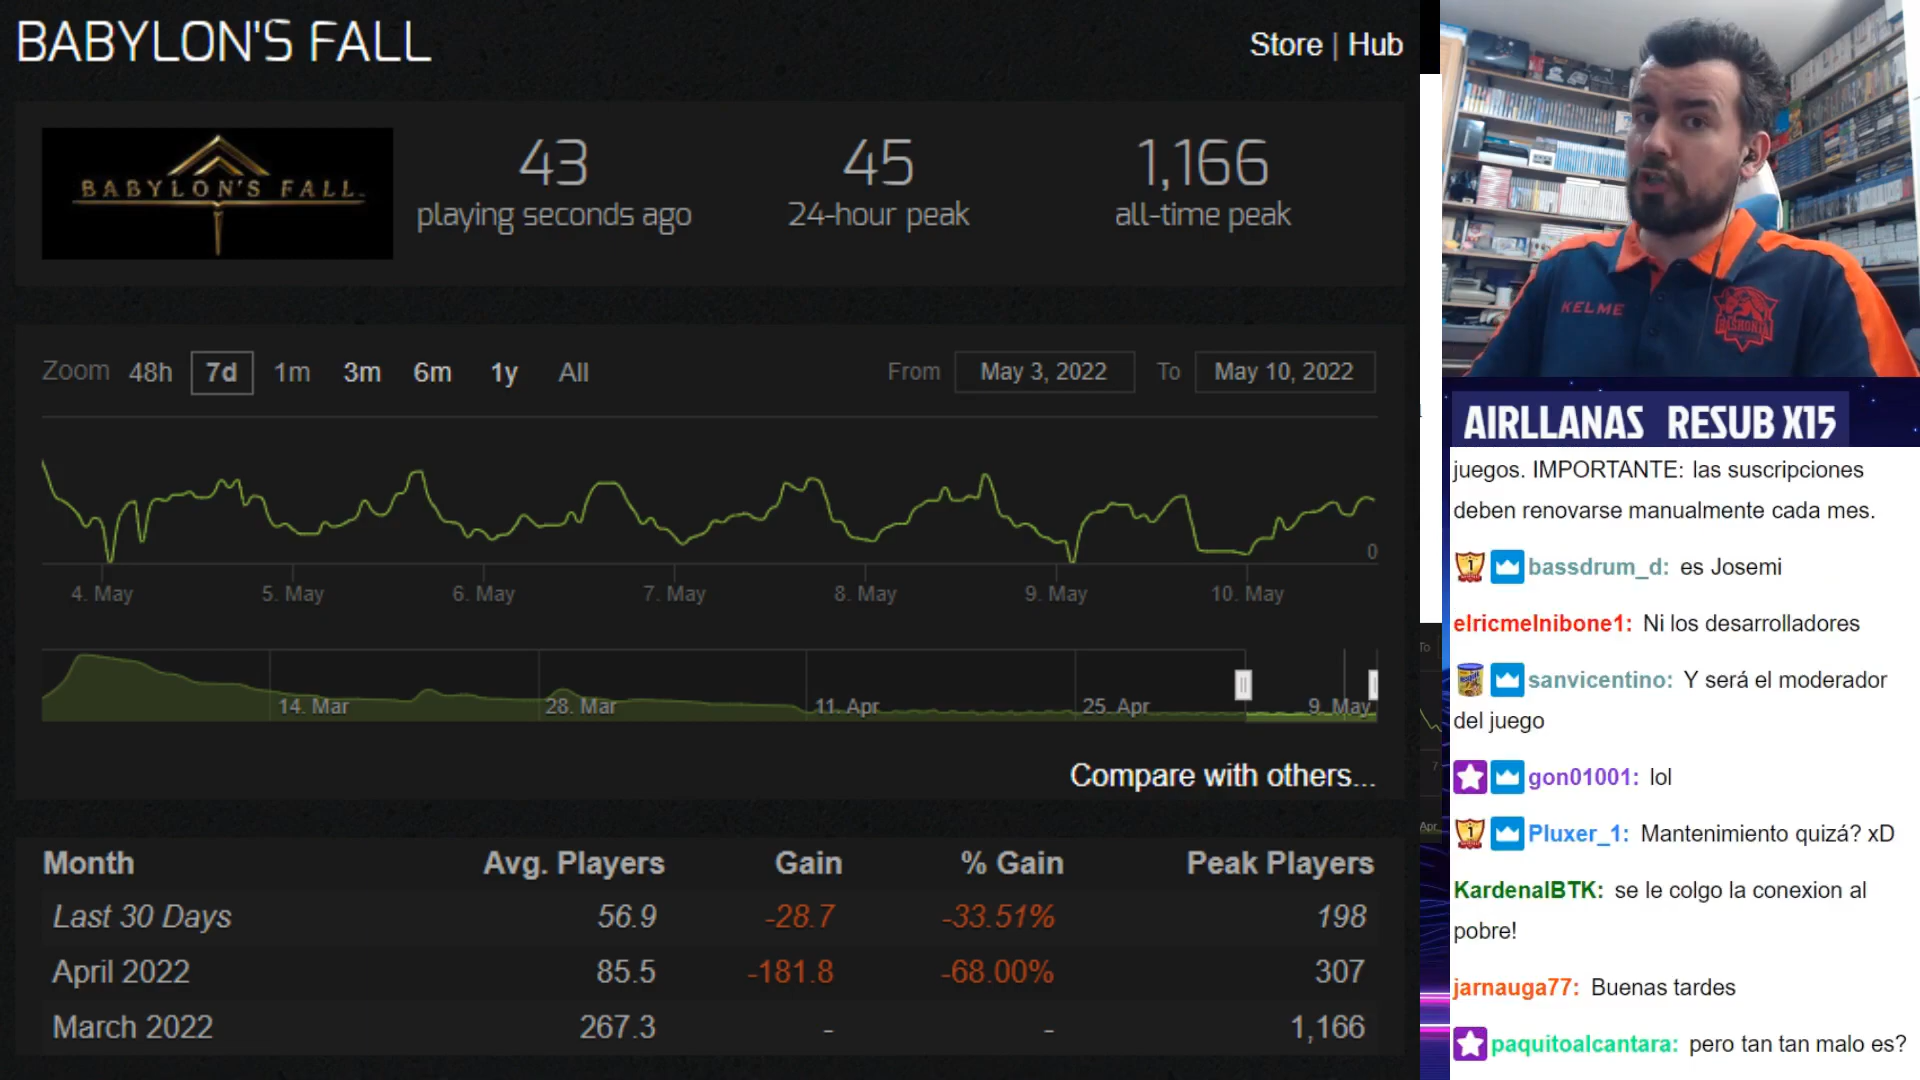 BABYLON'S FALL
Store | Hub
BABYLON'S FALL
43
playing seconds ago
45
24-hour peak
1,166
all-time peak
Zoom 48h 7d 1m 3m 6m 1y All
From May 3, 2022 To May 10, 2022
0
4. May 5. May 6. May 7. May 8. May 9. May 10. May
14. Mar 28. Mar 11. Apr 25. Apr 9. May
Compare with others...
Month Avg. Players Gain % Gain Peak Players
Last 30 Days 56.9 -28.7 -33.51% 198
April 2022 85.5 -181.8 -68.00% 307
March 2022 267.3 - - 1,166
KELME
BASKONIA
AIRLLANAS RESUB X15
juegos. IMPORTANTE: las suscripciones
deben renovarse manualmente cada mes.
bassdrum_d: es Josemi
elricmelnibone1: Ni los desarrolladores
sanvicentino: Y será el moderador
del juego
gon01001: lol
Pluxer_1: Mantenimiento quizá? xD
KardenalBTK: se le colgo la conexion al
pobre!
jarnauga77: Buenas tardes
paquitoalcantara: pero tan tan malo es?
To
7
Apr